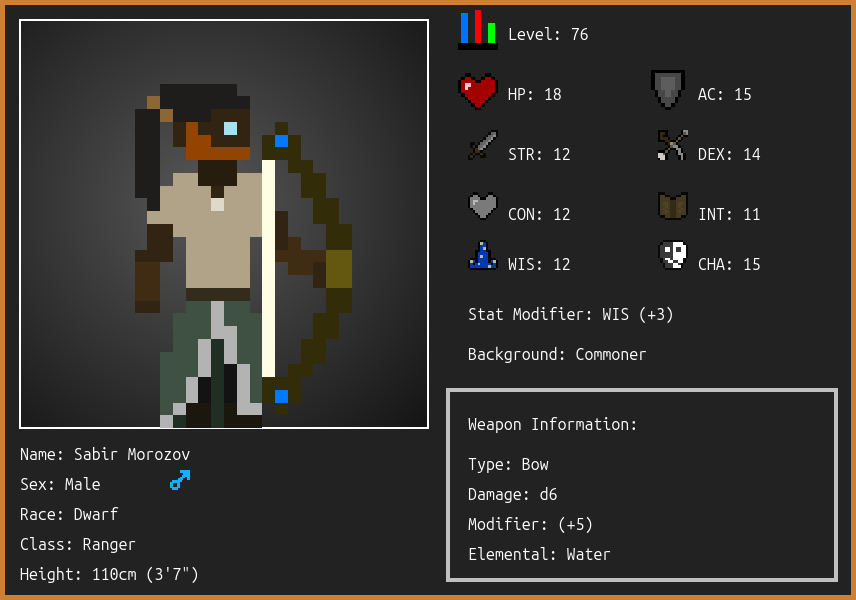 Level: 76
HP: 18
AC: 15
STR: 12
DEX: 14
CON: 12
INT: 11
WIS: 12
CHA: 15
Stat Modifier: WIS (+3)
Background: Commoner
Weapon Information:
Type: Bow
Damage: d6
Modifier: (+5)
Elemental: Water
Name: Sabir Morozov
Sex: Male
Race: Dwarf
Class: Ranger
Height: 110cm (3'7")